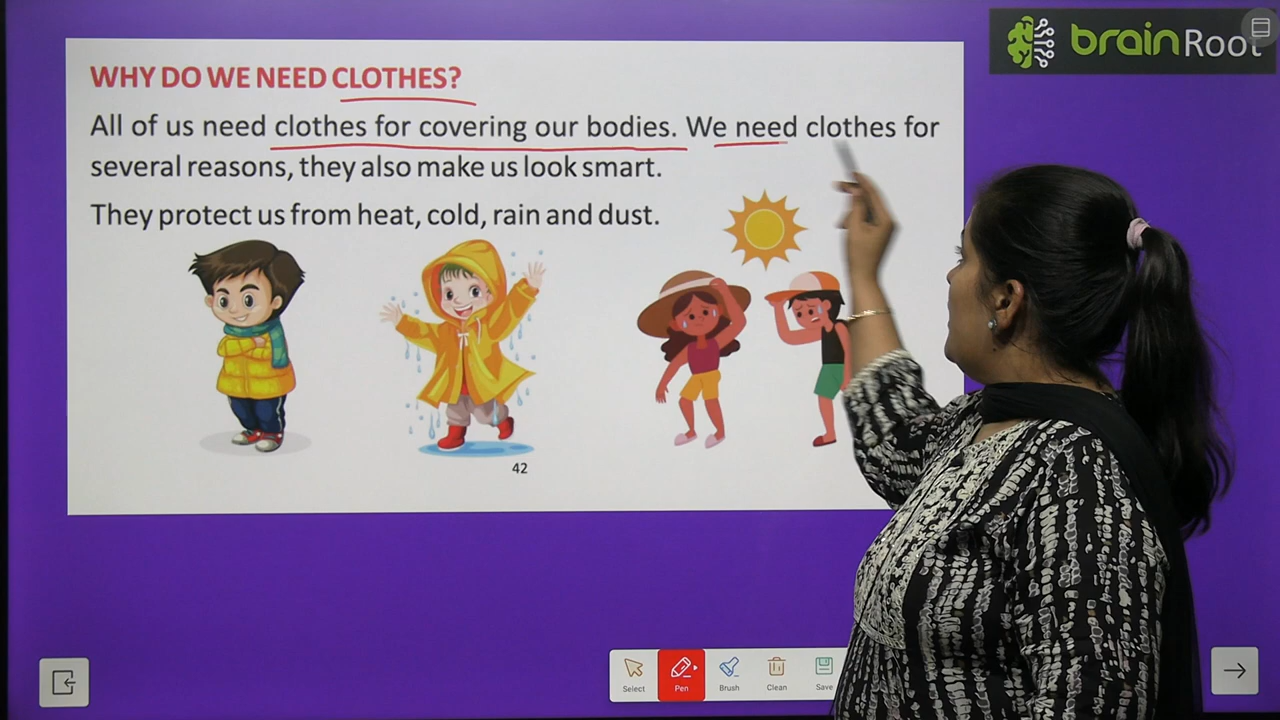 brainRoot
WHY DO WE NEED CLOTHES?
All of us need clothes for covering our bodies. We need clothes for
several reasons, they also make us look smart.
They protect us from heat, cold, rain and dust.
42
Select
Pen
Brush
Clean
Save